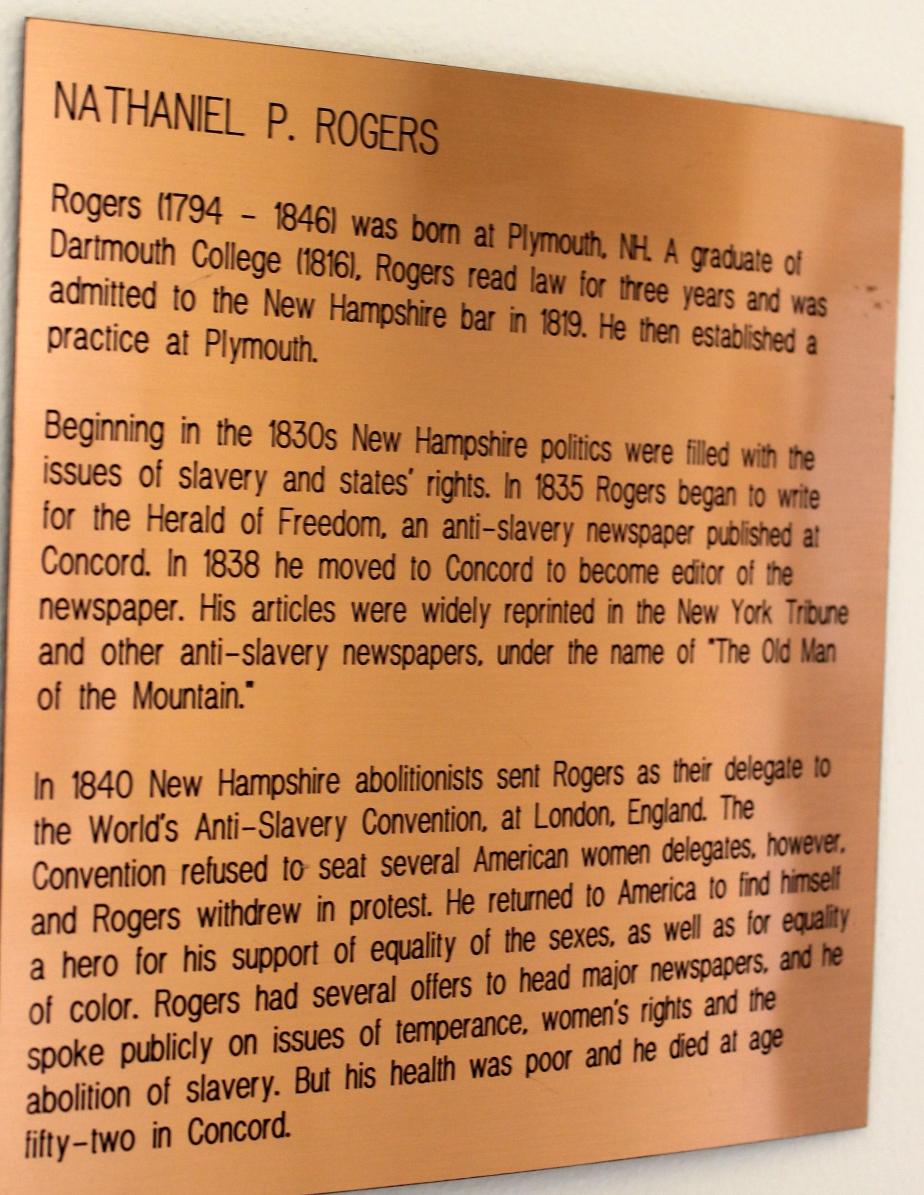 NATHANIEL P. ROGERS
Rogers (1794 - 1846) was born at Plymouth, NH. A graduate of
Dartmouth College (1816), Rogers read law for three years and was
admitted to the New Hampshire bar in 1819. He then established a
practice at Plymouth.
Beginning in the 1830s New Hampshire politics were filled with the
issues of slavery and states' rights. In 1835 Rogers began to write
for the Herald of Freedom, an anti-slavery newspaper published at
Concord. In 1838 he moved to Concord to become editor of the
newspaper. His articles were widely reprinted in the New York Tribune
and other anti-slavery newspapers, under the name of "The Old Man
of the Mountain."
In 1840 New Hampshire abolitionists sent Rogers as their delegate to
the World's Anti-Slavery Convention, at London, England. The
Convention refused to seat several American women delegates, however,
and Rogers withdrew in protest. He returned to America to find himself
a hero for his support of equality of the sexes, as well as for equality
of color. Rogers had several offers to head major newspapers, and he
spoke publicly on issues of temperance, women's rights and the
abolition of slavery. But his health was poor and he died at age
fifty-two in Concord.